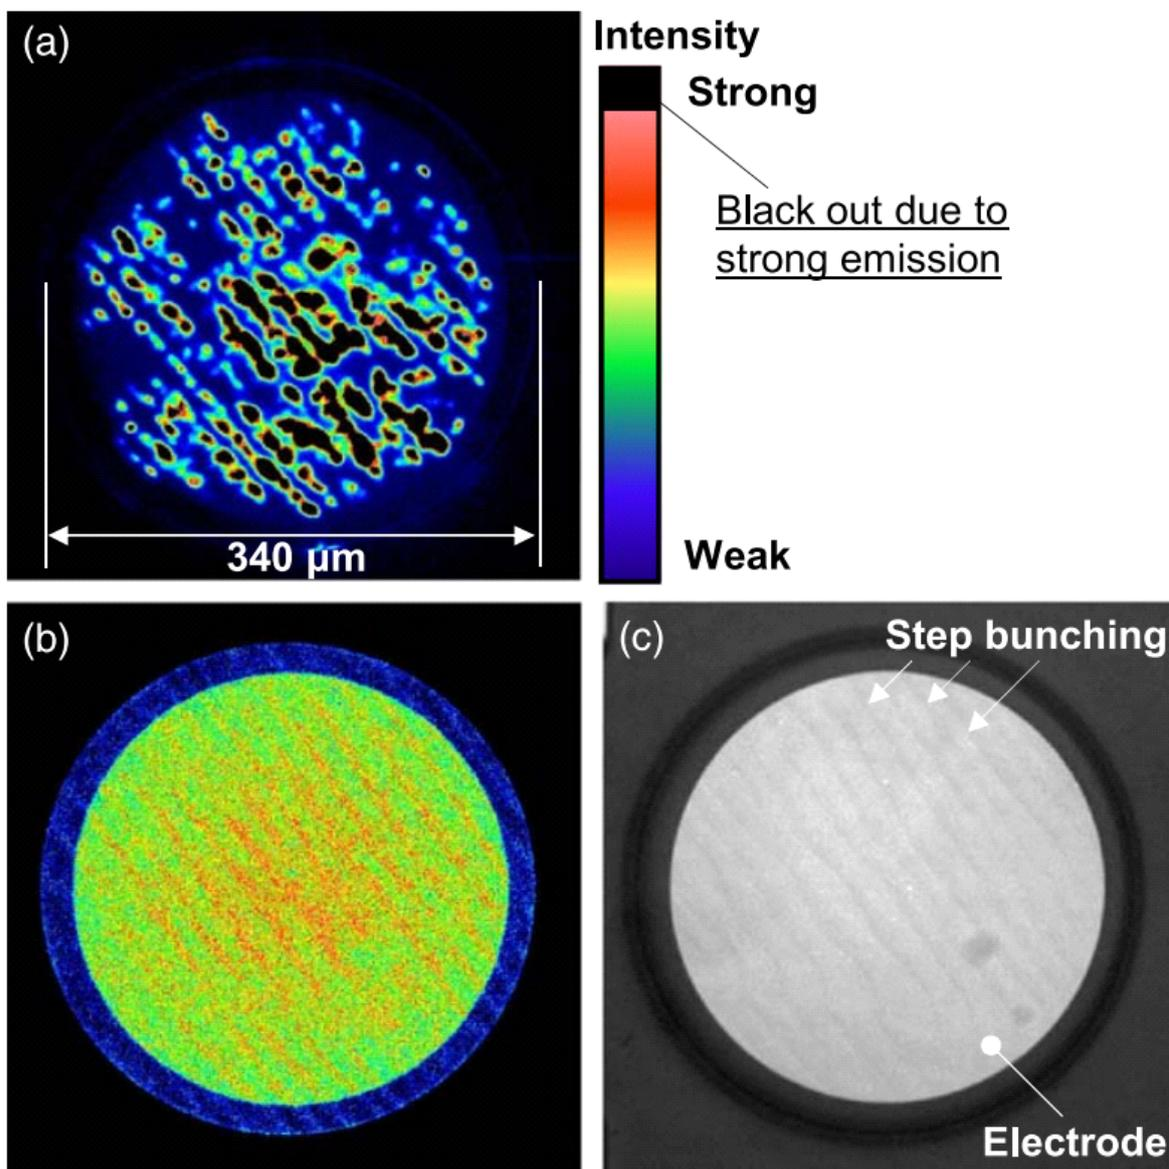 (a)
Intensity
Strong
Black out due to
strong emission
340 μm
Weak
(b)
(c)
Step bunching
Electrode